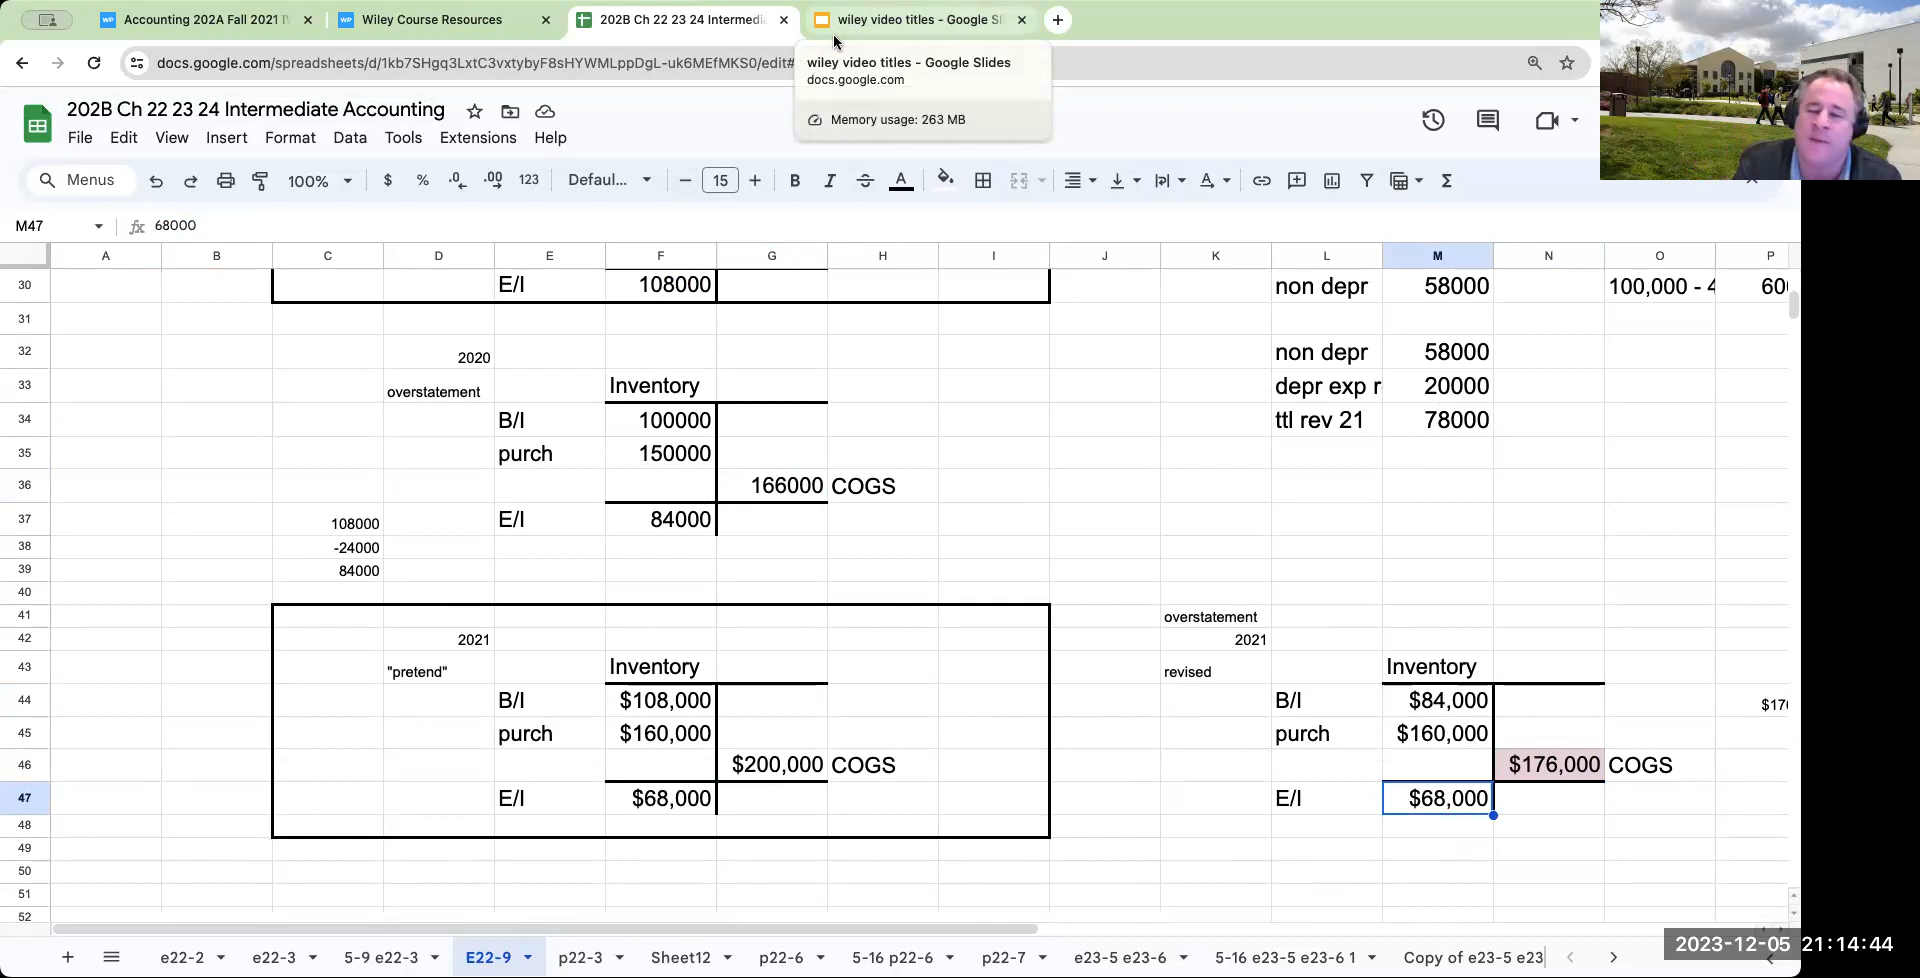 Accounting 202A Fall 2021
Wiley Course Resources
202B Ch 22 23 24 Intermedi
wiley video titles - Google Sl
docs.google.com/spreadsheets/d/1kb7SHgq3LxtC3vxtybyF8sHYWMLppDgL-uk6MEfMKS0/edit#
wiley video titles - Google Slides
docs.google.com
Memory usage: 263 MB
202B Ch 22 23 24 Intermediate Accounting
File Edit View Insert Format Data Tools Extensions Help
Menus 100% $ % .0 .00 123 Defaul... 15 B I A
M47 fx 68000
A B C D E F G H I J K L M N O P
30 E/I 108000 non depr 58000 100,000 - 4 60
31
32 2020 non depr 58000
33 overstatement Inventory depr exp r 20000
34 B/I 100000 ttl rev 21 78000
35 purch 150000
36 166000 COGS
37 108000 E/I 84000
38 -24000
39 84000
40
41 overstatement
42 2021 2021
43 "pretend" Inventory revised Inventory
44 B/I $108,000 B/I $84,000 $17
45 purch $160,000 purch $160,000
46 $200,000 COGS $176,000 COGS
47 E/I $68,000 E/I $68,000
48
49
50
51
52
e22-2 e22-3 5-9 e22-3 E22-9 p22-3 Sheet12 p22-6 5-16 p22-6 p22-7 e23-5 e23-6 5-16 e23-5 e23-6 1 Copy of e23-5 e23
2023-12-05 21:14:44